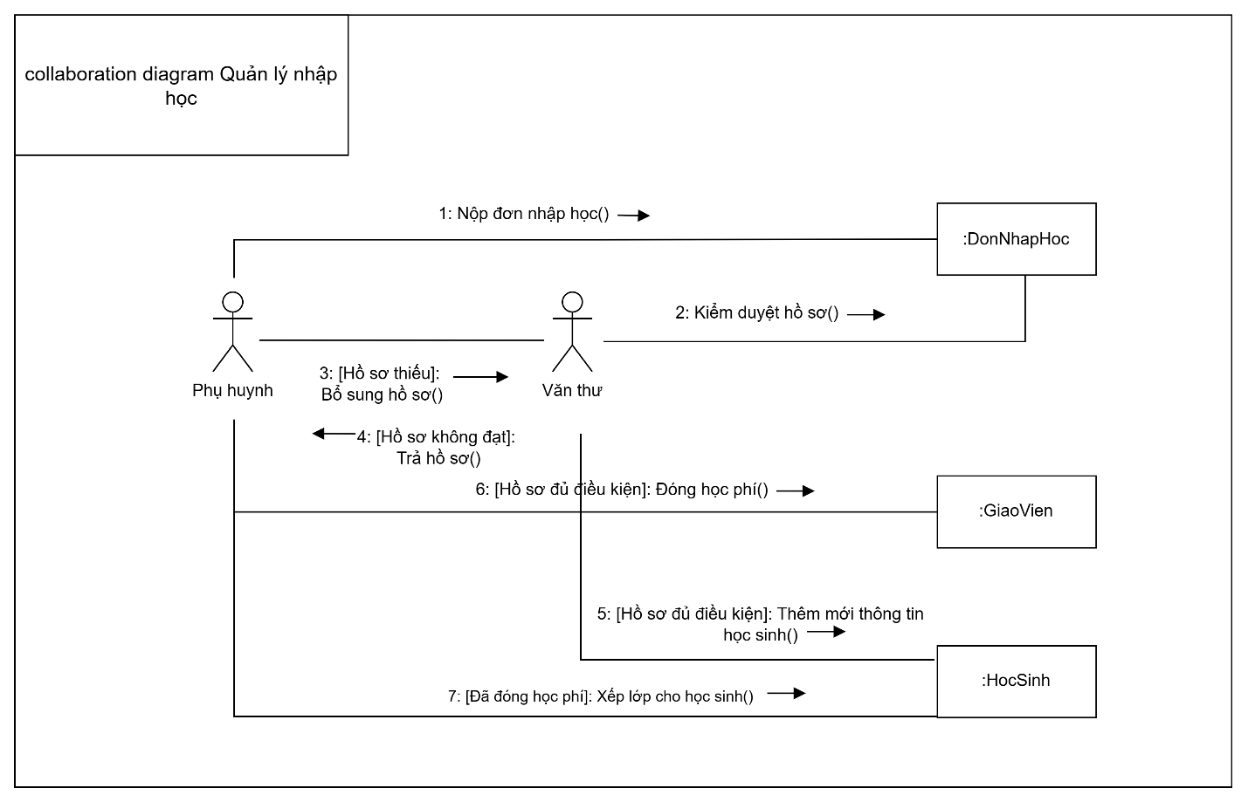 collaboration diagram Quản lý nhập
học
1: Nộp đơn nhập học()
:DonNhapHoc
2: Kiểm duyệt hồ sơ()
Phụ huynh
Văn thư
3: [Hồ sơ thiếu]:
Bổ sung hồ sơ()
4: [Hồ sơ không đạt]:
Trả hồ sơ()
6: [Hồ sơ đủ điều kiện]: Đóng học phí()
:GiaoVien
5: [Hồ sơ đủ điều kiện]: Thêm mới thông tin
học sinh()
:HocSinh
7: [Đã đóng học phí]: Xếp lớp cho học sinh()